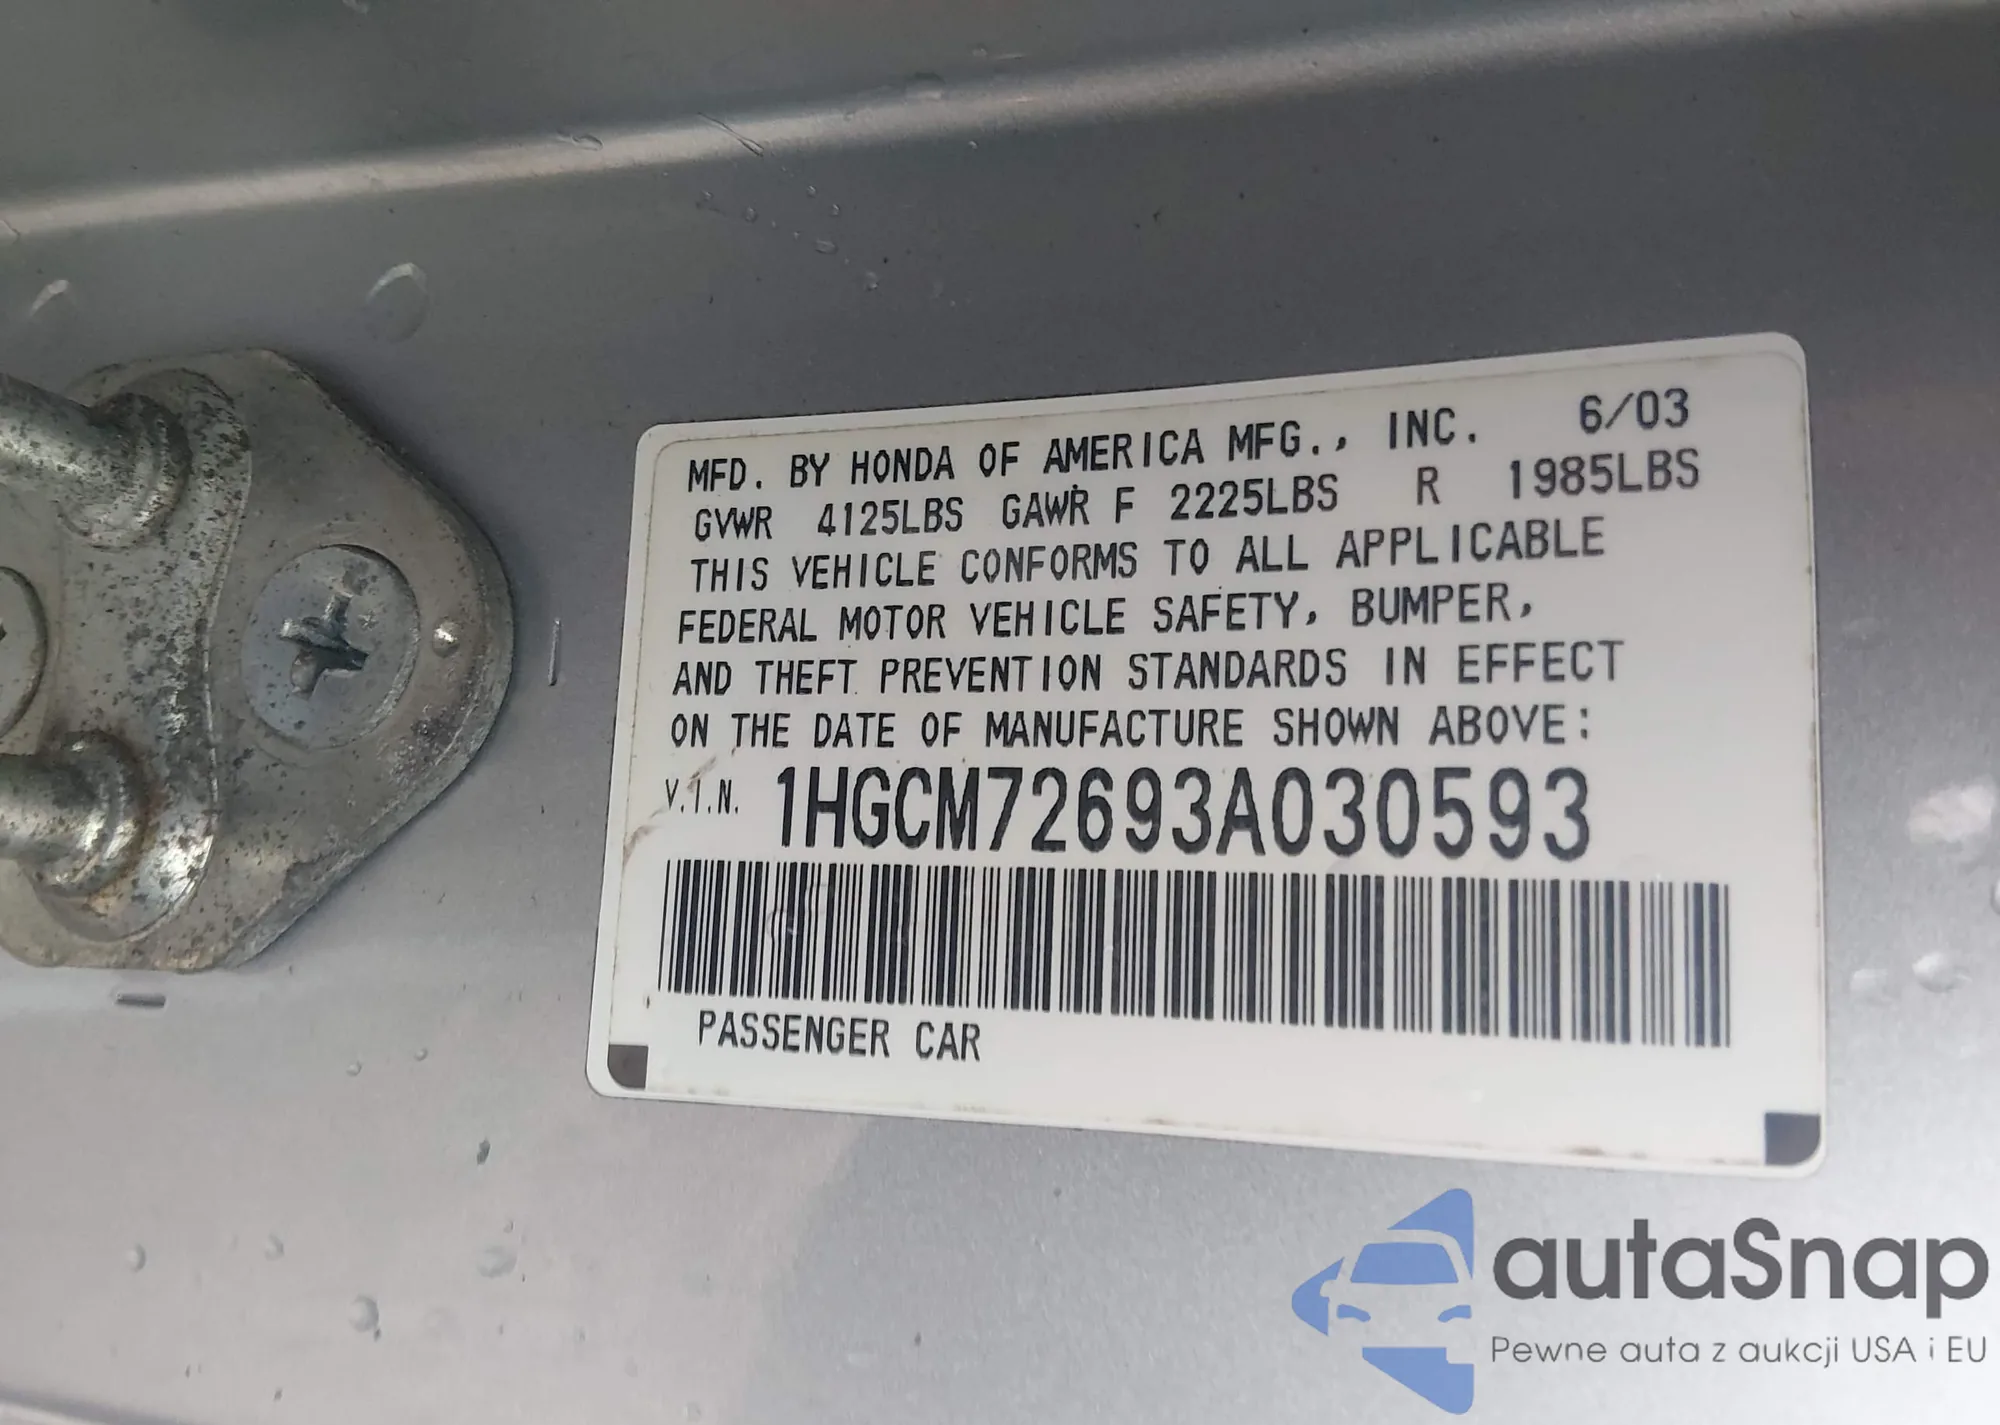 MFD. BY HONDA OF AMERICA MFG., INC. 6/03
GVWR 4125LBS GAWR F 2225LBS R 1985LBS
THIS VEHICLE CONFORMS TO ALL APPLICABLE
FEDERAL MOTOR VEHICLE SAFETY, BUMPER,
AND THEFT PREVENTION STANDARDS IN EFFECT
ON THE DATE OF MANUFACTURE SHOWN ABOVE:
V.I.N. 1HGCM72693A030593
PASSENGER CAR
autaSnap
Pewne auta z aukcji USA i EU